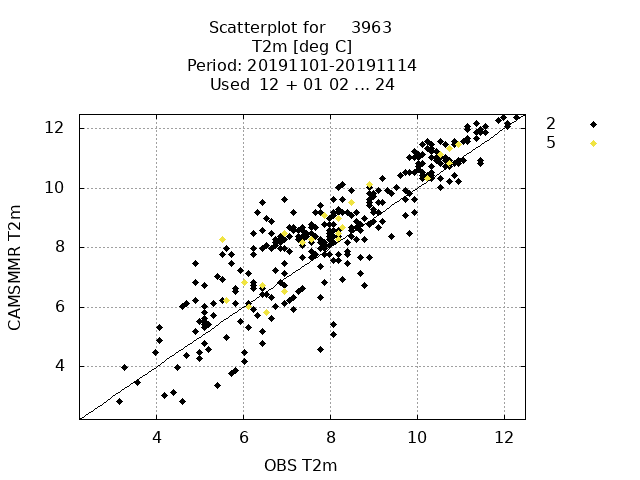 Scatterplot for 3963
T2m [deg C]
Period: 20191101-20191114
Used 12 + 01 02 ... 24
2
5
12
10
8
6
4
CAMSMMR T2m
4 6 8 10 12
OBS T2m